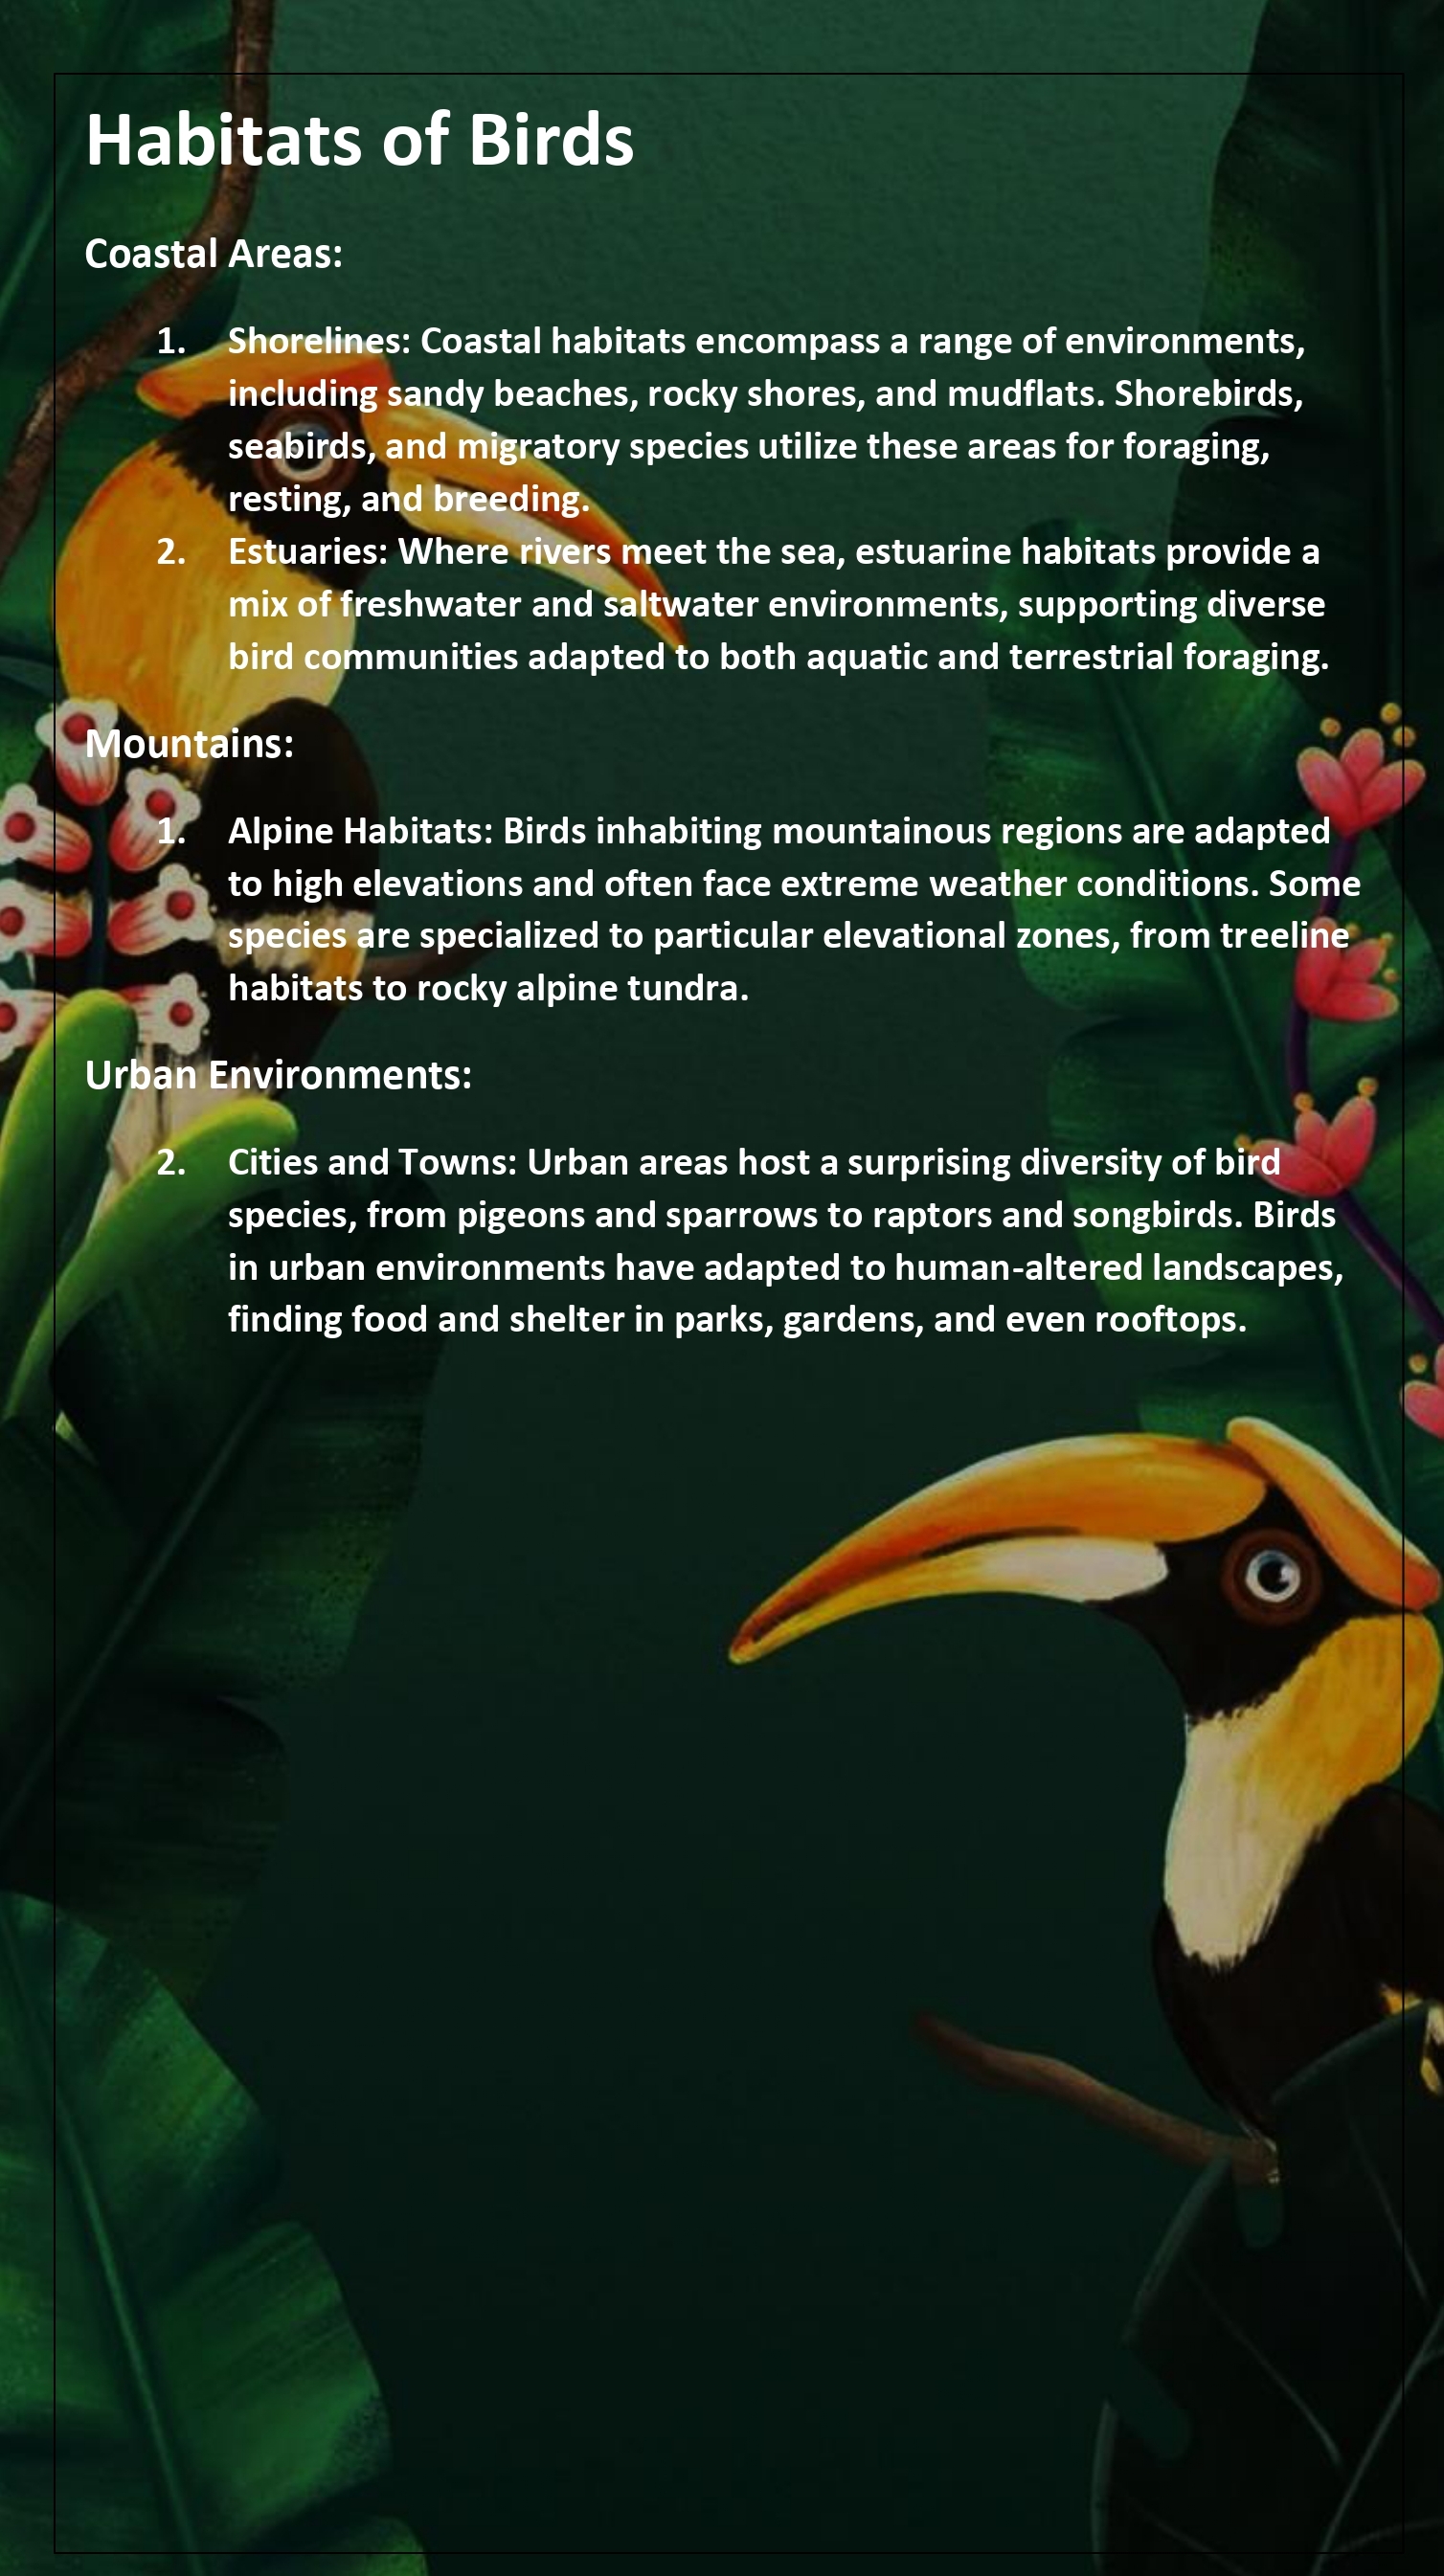 Habitats of Birds
Coastal Areas:
1. Shorelines: Coastal habitats encompass a range of environments,
including sandy beaches, rocky shores, and mudflats. Shorebirds,
seabirds, and migratory species utilize these areas for foraging,
resting, and breeding.
2. Estuaries: Where rivers meet the sea, estuarine habitats provide a
mix of freshwater and saltwater environments, supporting diverse
bird communities adapted to both aquatic and terrestrial foraging.
Mountains:
1. Alpine Habitats: Birds inhabiting mountainous regions are adapted
to high elevations and often face extreme weather conditions. Some
species are specialized to particular elevational zones, from treeline
habitats to rocky alpine tundra.
Urban Environments:
2. Cities and Towns: Urban areas host a surprising diversity of bird
species, from pigeons and sparrows to raptors and songbirds. Birds
in urban environments have adapted to human-altered landscapes,
finding food and shelter in parks, gardens, and even rooftops.